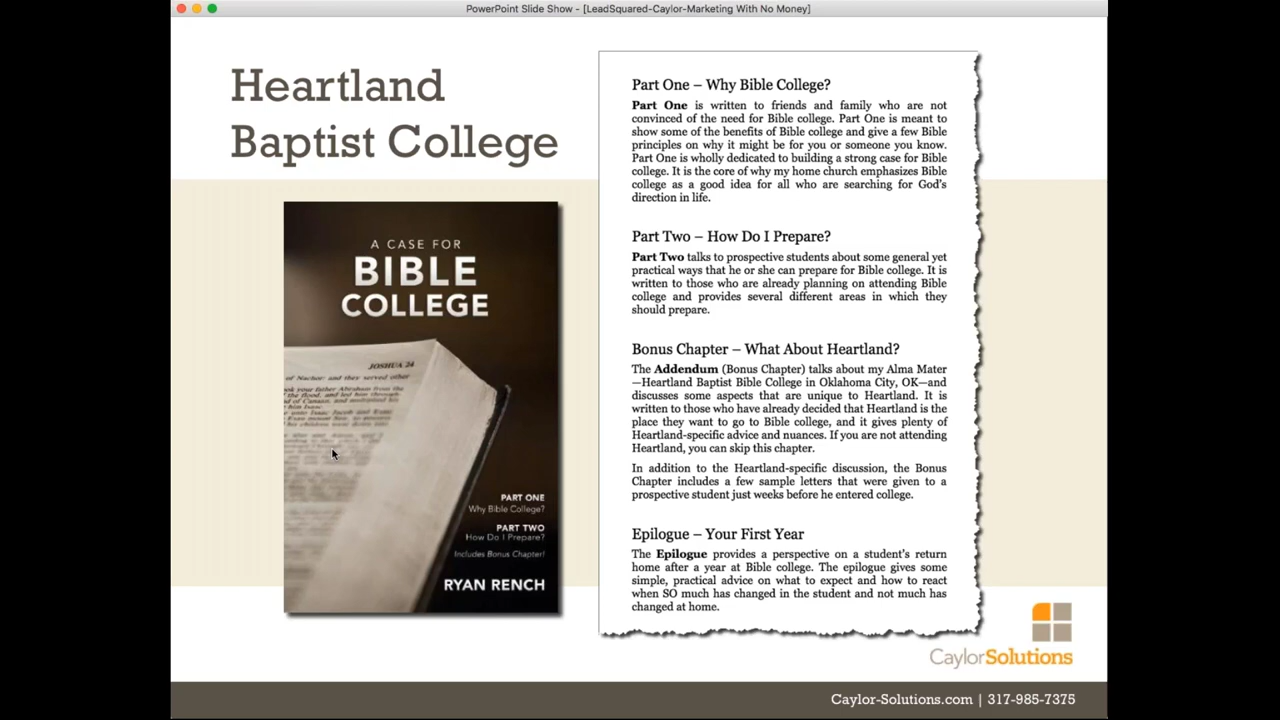 PowerPoint Slide Show - [LeadSquared-Caylor-Marketing With No Money]
Heartland
Baptist College
A CASE FOR
BIBLE
COLLEGE
JOSHUA 24
PART ONE
Why Bible College?
PART TWO
How Do I Prepare?
Includes Bonus Chapter!
RYAN RENCH
Part One – Why Bible College?
Part One is written to friends and family who are not
convinced of the need for Bible college. Part One is meant to
show some of the benefits of Bible college and give a few Bible
principles on why it might be for you or someone you know.
Part One is wholly dedicated to building a strong case for Bible
college. It is the core of why my home church emphasizes Bible
college as a good idea for all who are searching for God's
direction in life.
Part Two – How Do I Prepare?
Part Two talks to prospective students about some general yet
practical ways that he or she can prepare for Bible college. It is
written to those who are already planning on attending Bible
college and provides several different areas in which they
should prepare.
Bonus Chapter – What About Heartland?
The Addendum (Bonus Chapter) talks about my Alma Mater
—Heartland Baptist Bible College in Oklahoma City, OK—and
discusses some aspects that are unique to Heartland. It is
written to those who have already decided that Heartland is the
place they want to go to Bible college, and it gives plenty of
Heartland-specific advice and nuances. If you are not attending
Heartland, you can skip this chapter.
In addition to the Heartland-specific discussion, the Bonus
Chapter includes a few sample letters that were given to a
prospective student just weeks before he entered college.
Epilogue – Your First Year
The Epilogue provides a perspective on a student's return
home after a year at Bible college. The epilogue gives some
simple, practical advice on what to expect and how to react
when SO much has changed in the student and not much has
changed at home.
CaylorSolutions
Caylor-Solutions.com | 317-985-7375